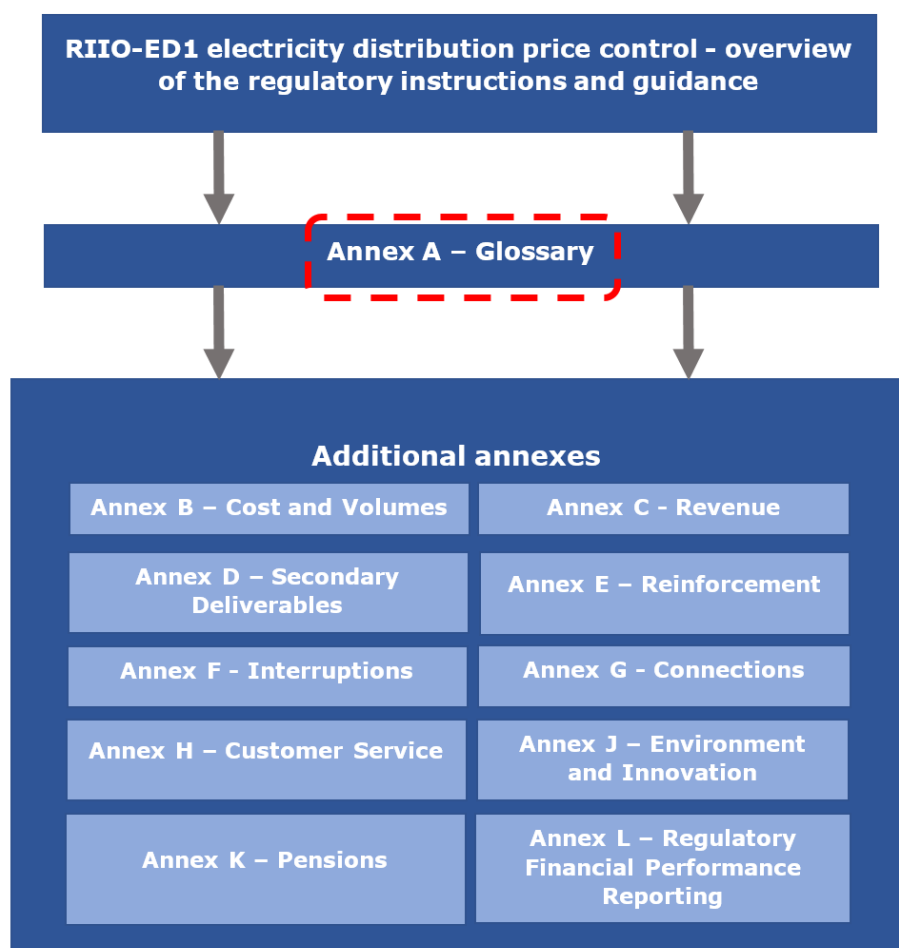 RIIO-ED1 electricity distribution price control - overview
of the regulatory instructions and guidance
Annex A – Glossary
Additional annexes
Annex B – Cost and Volumes
Annex C - Revenue
Annex D – Secondary
Deliverables
Annex E – Reinforcement
Annex F - Interruptions
Annex G - Connections
Annex H – Customer Service
Annex J – Environment
and Innovation
Annex K – Pensions
Annex L – Regulatory
Financial Performance
Reporting